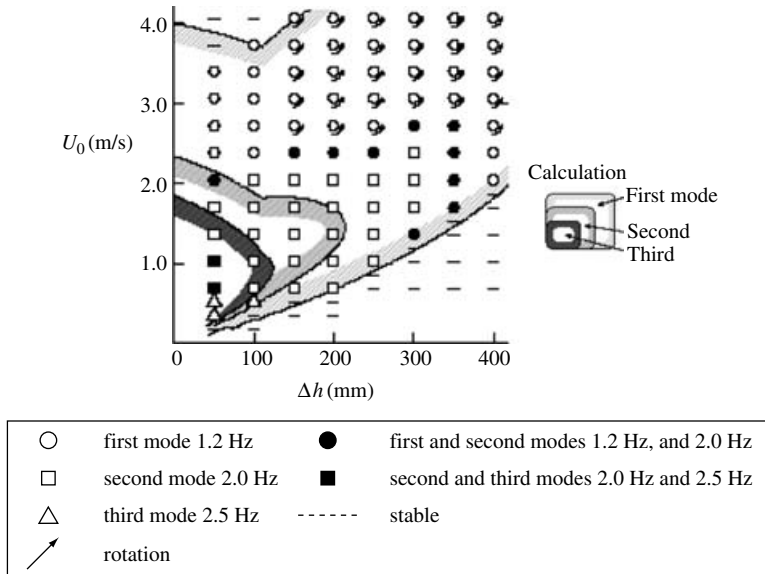 4.0
3.0
U0 (m/s)
2.0
1.0
0 100 200 300 400
Δh (mm)
Calculation
First mode
Second
Third
first mode 1.2 Hz
first and second modes 1.2 Hz, and 2.0 Hz
second mode 2.0 Hz
second and third modes 2.0 Hz and 2.5 Hz
third mode 2.5 Hz
stable
rotation